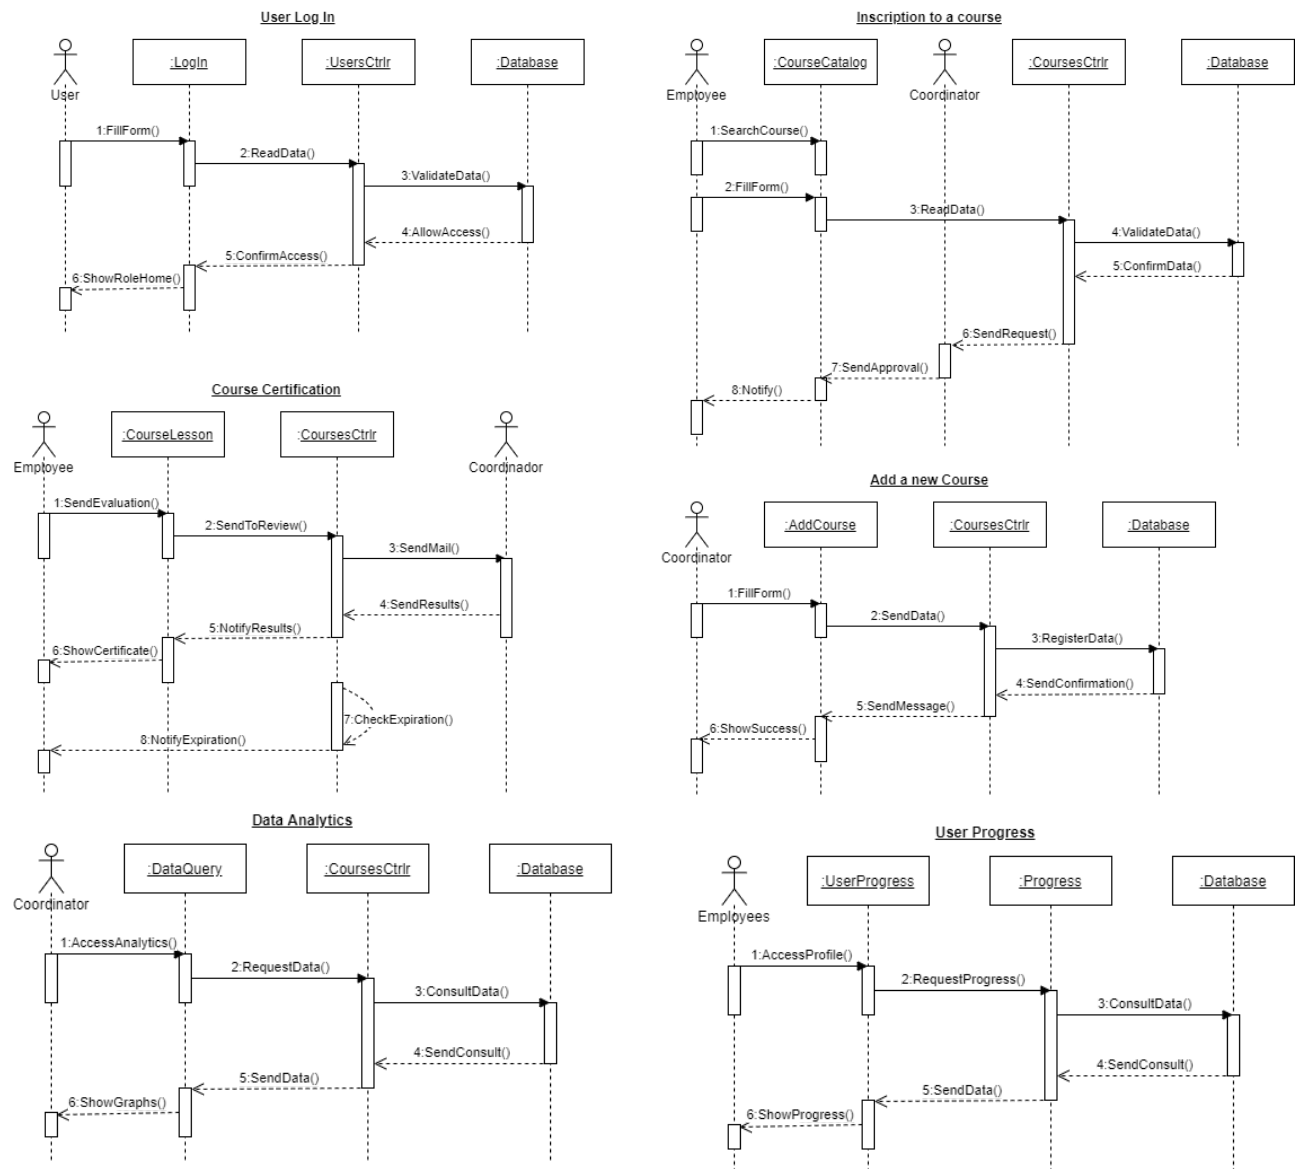 User Log In
User
:LogIn
:UsersCtrlr
:Database
1:FillForm()
2:ReadData()
3:ValidateData()
4:AllowAccess()
5:ConfirmAccess()
6:ShowRoleHome()
Inscription to a course
Employee
:CourseCatalog
Coordinator
:CoursesCtrlr
:Database
1:SearchCourse()
2:FillForm()
3:ReadData()
4:ValidateData()
5:ConfirmData()
6:SendRequest()
7:SendApproval()
8:Notify()
Course Certification
Employee
:CourseLesson
:CoursesCtrlr
Coordinador
1:SendEvaluation()
2:SendToReview()
3:SendMail()
4:SendResults()
5:NotifyResults()
6:ShowCertificate()
7:CheckExpiration()
8:NotifyExpiration()
Add a new Course
Coordinator
:AddCourse
:CoursesCtrlr
:Database
1:FillForm()
2:SendData()
3:RegisterData()
4:SendConfirmation()
5:SendMessage()
6:ShowSuccess()
Data Analytics
Coordinator
:DataQuery
:CoursesCtrlr
:Database
1:AccessAnalytics()
2:RequestData()
3:ConsultData()
4:SendConsult()
5:SendData()
6:ShowGraphs()
User Progress
Employees
:UserProgress
:Progress
:Database
1:AccessProfile()
2:RequestProgress()
3:ConsultData()
4:SendConsult()
5:SendData()
6:ShowProgress()